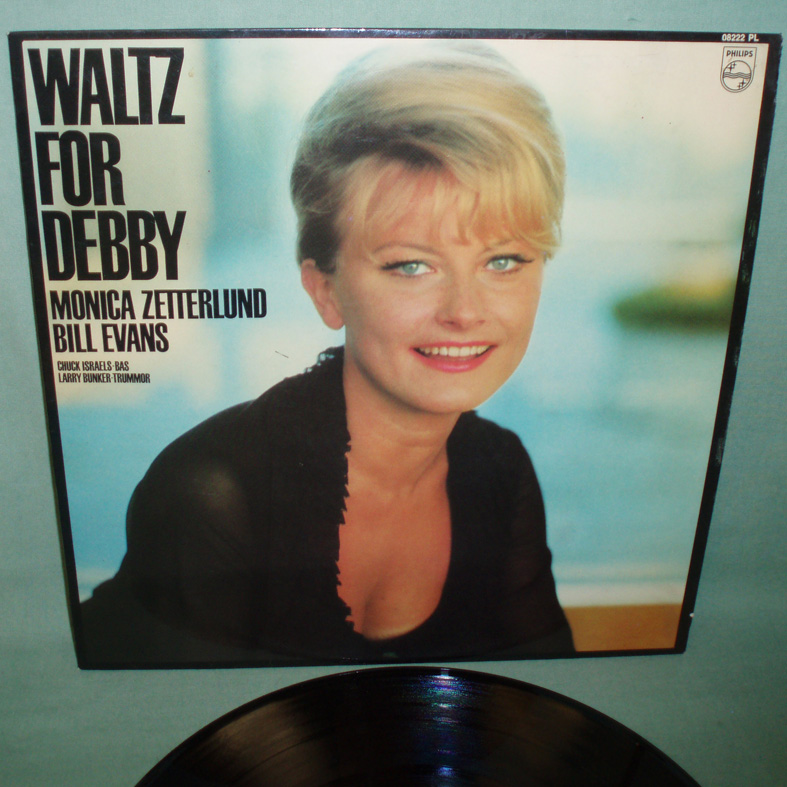 WALTZ
FOR
DEBBY
MONICA ZETTERLUND
BILL EVANS
CHUCK ISRAELS·BAS
LARRY BUNKER·TRUMMOR
08222 PL
PHILIPS